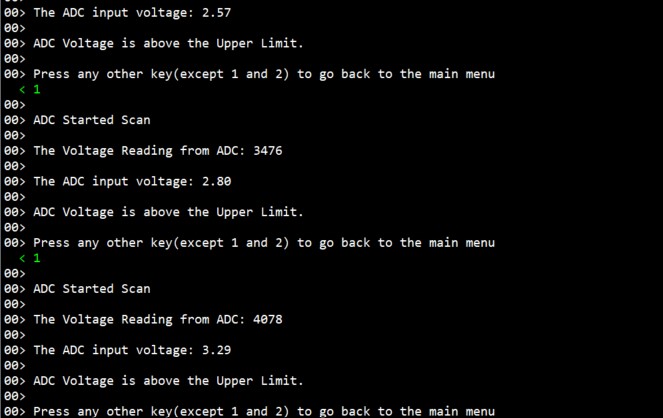 00> The ADC input voltage: 2.57
00>
00> ADC Voltage is above the Upper Limit.
00>
00> Press any other key(except 1 and 2) to go back to the main menu
< 1
00>
00> ADC Started Scan
00>
00> The Voltage Reading from ADC: 3476
00>
00> The ADC input voltage: 2.80
00>
00> ADC Voltage is above the Upper Limit.
00>
00> Press any other key(except 1 and 2) to go back to the main menu
< 1
00>
00> ADC Started Scan
00>
00> The Voltage Reading from ADC: 4078
00>
00> The ADC input voltage: 3.29
00>
00> ADC Voltage is above the Upper Limit.
00>
00> Press any other key(except 1 and 2) to go back to the main menu